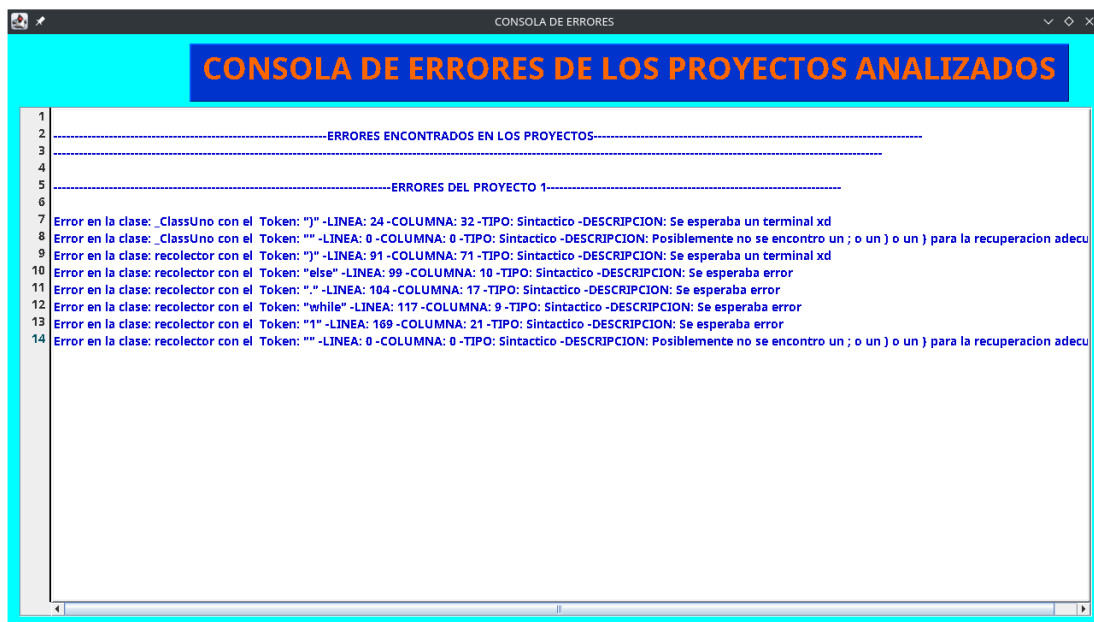 CONSOLA DE ERRORES
CONSOLA DE ERRORES DE LOS PROYECTOS ANALIZADOS
1
2 ----------------------------------------------------------------ERRORES ENCONTRADOS EN LOS PROYECTOS-----------------------------------------------------------------------------
3 --------------------------------------------------------------------------------------------------------------------------------------------------------------------------------------------------
4
5 -------------------------------------------------------------------------------ERRORES DEL PROYECTO 1---------------------------------------------------------------------
6
7 Error en la clase: _ClassUno con el  Token: ")" -LINEA: 24 -COLUMNA: 32 -TIPO: Sintactico -DESCRIPCION: Se esperaba un terminal xd
8 Error en la clase: _ClassUno con el  Token: "" -LINEA: 0 -COLUMNA: 0 -TIPO: Sintactico -DESCRIPCION: Posiblemente no se encontro un ; o un ) o un } para la recuperacion adecu
9 Error en la clase: recolector con el  Token: ")" -LINEA: 91 -COLUMNA: 71 -TIPO: Sintactico -DESCRIPCION: Se esperaba un terminal xd
10 Error en la clase: recolector con el  Token: "else" -LINEA: 99 -COLUMNA: 10 -TIPO: Sintactico -DESCRIPCION: Se esperaba error
11 Error en la clase: recolector con el  Token: "." -LINEA: 104 -COLUMNA: 17 -TIPO: Sintactico -DESCRIPCION: Se esperaba error
12 Error en la clase: recolector con el  Token: "while" -LINEA: 117 -COLUMNA: 9 -TIPO: Sintactico -DESCRIPCION: Se esperaba error
13 Error en la clase: recolector con el  Token: "1" -LINEA: 169 -COLUMNA: 21 -TIPO: Sintactico -DESCRIPCION: Se esperaba error
14 Error en la clase: recolector con el  Token: "" -LINEA: 0 -COLUMNA: 0 -TIPO: Sintactico -DESCRIPCION: Posiblemente no se encontro un ; o un ) o un } para la recuperacion adecu